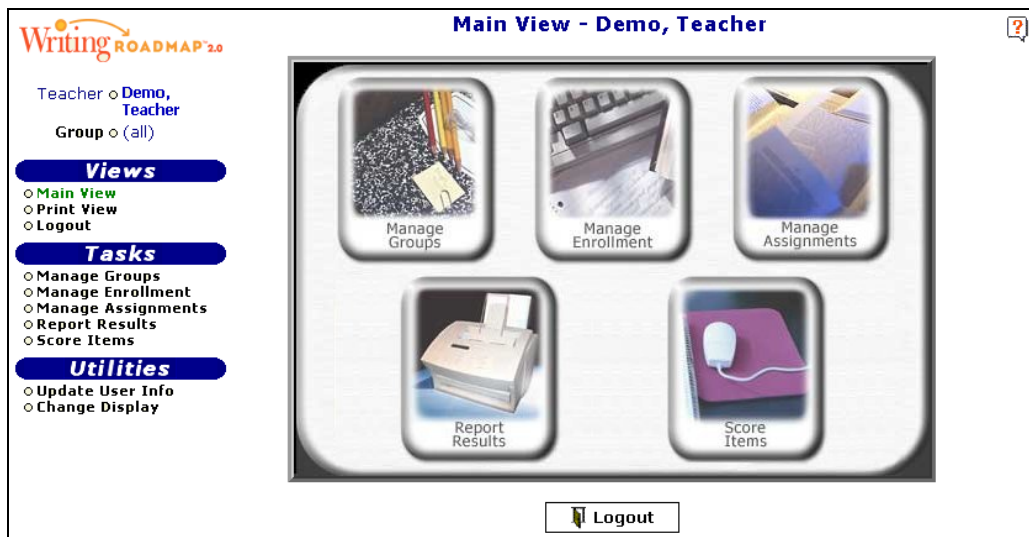 Main View - Demo, Teacher
?
Writing ROADMAP™ 2.0
Teacher Demo,
Teacher
Group (all)
Views
Main View
Print View
Logout
Tasks
Manage Groups
Manage Enrollment
Manage Assignments
Report Results
Score Items
Utilities
Update User Info
Change Display
Manage
Groups
Manage
Enrollment
Manage
Assignments
Report
Results
Score
Items
Logout